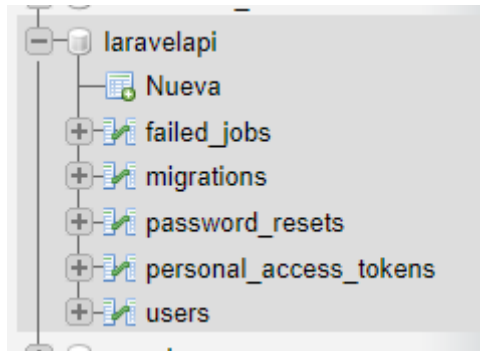 laravelapi
Nueva
failed_jobs
migrations
password_resets
personal_access_tokens
users